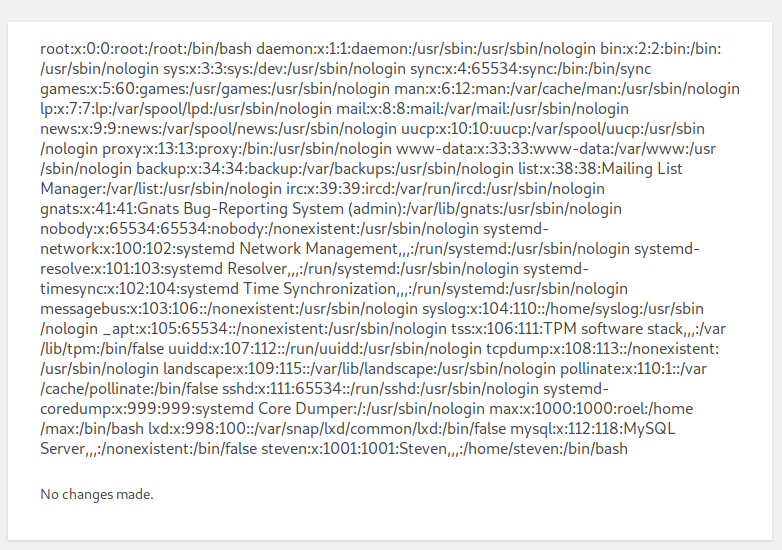 root:x:0:0:root:/root:/bin/bash daemon:x:1:1:daemon:/usr/sbin:/usr/sbin/nologin bin:x:2:2:bin:/bin:
/usr/sbin/nologin sys:x:3:3:sys:/dev:/usr/sbin/nologin sync:x:4:65534:sync:/bin:/bin/sync
games:x:5:60:games:/usr/games:/usr/sbin/nologin man:x:6:12:man:/var/cache/man:/usr/sbin/nologin
lp:x:7:7:lp:/var/spool/lpd:/usr/sbin/nologin mail:x:8:8:mail:/var/mail:/usr/sbin/nologin
news:x:9:9:news:/var/spool/news:/usr/sbin/nologin uucp:x:10:10:uucp:/var/spool/uucp:/usr/sbin
/nologin proxy:x:13:13:proxy:/bin:/usr/sbin/nologin www-data:x:33:33:www-data:/var/www:/usr
/sbin/nologin backup:x:34:34:backup:/var/backups:/usr/sbin/nologin list:x:38:38:Mailing List
Manager:/var/list:/usr/sbin/nologin irc:x:39:39:ircd:/var/run/ircd:/usr/sbin/nologin
gnats:x:41:41:Gnats Bug-Reporting System (admin):/var/lib/gnats:/usr/sbin/nologin
nobody:x:65534:65534:nobody:/nonexistent:/usr/sbin/nologin systemd-
network:x:100:102:systemd Network Management,,,:/run/systemd:/usr/sbin/nologin systemd-
resolve:x:101:103:systemd Resolver,,,:/run/systemd:/usr/sbin/nologin systemd-
timesync:x:102:104:systemd Time Synchronization,,,:/run/systemd:/usr/sbin/nologin
messagebus:x:103:106::/nonexistent:/usr/sbin/nologin syslog:x:104:110::/home/syslog:/usr/sbin
/nologin _apt:x:105:65534::/nonexistent:/usr/sbin/nologin tss:x:106:111:TPM software stack,,,:/var
/lib/tpm:/bin/false uuidd:x:107:112::/run/uuidd:/usr/sbin/nologin tcpdump:x:108:113::/nonexistent:
/usr/sbin/nologin landscape:x:109:115::/var/lib/landscape:/usr/sbin/nologin pollinate:x:110:1::/var
/cache/pollinate:/bin/false sshd:x:111:65534::/run/sshd:/usr/sbin/nologin systemd-
coredump:x:999:999:systemd Core Dumper:/:/usr/sbin/nologin max:x:1000:1000:roel:/home
/max:/bin/bash lxd:x:998:100::/var/snap/lxd/common/lxd:/bin/false mysql:x:112:118:MySQL
Server,,,:/nonexistent:/bin/false steven:x:1001:1001:Steven,,,:/home/steven:/bin/bash
No changes made.